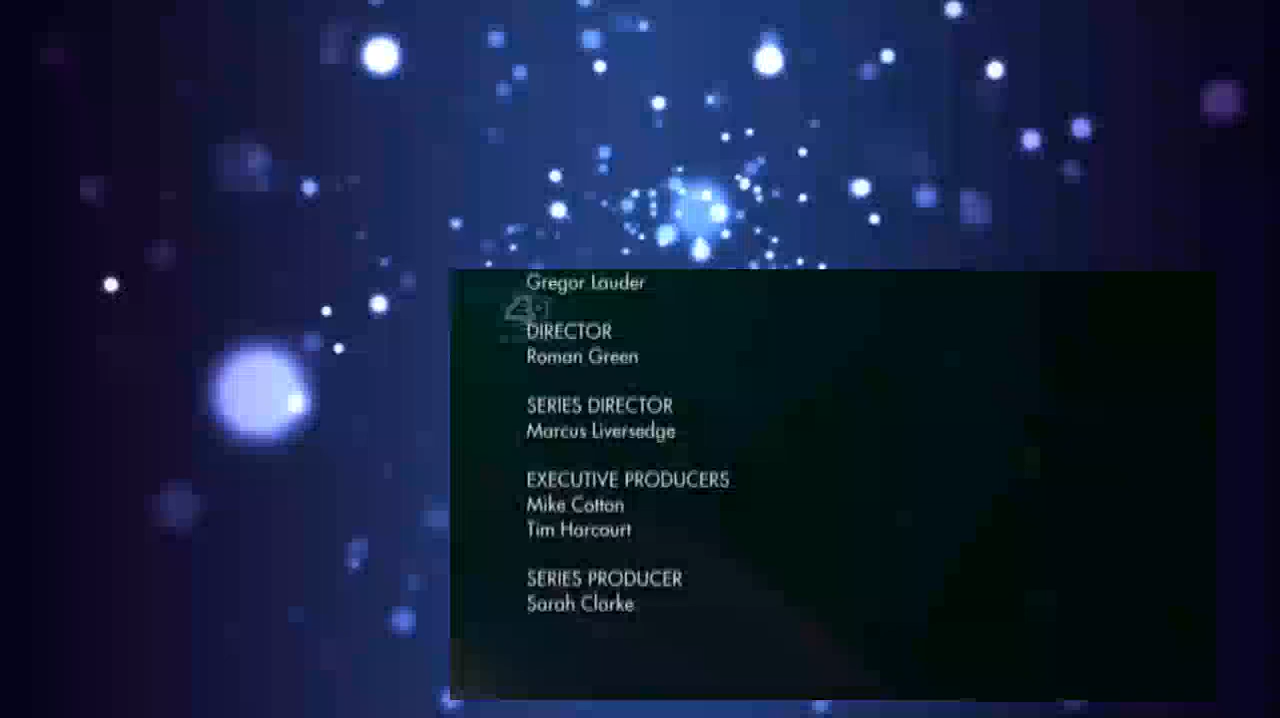 Gregor Lauder
4
DIRECTOR
Roman Green
SERIES DIRECTOR
Marcus Liversedge
EXECUTIVE PRODUCERS
Mike Cotton
Tim Harcourt
SERIES PRODUCER
Sarah Clarke